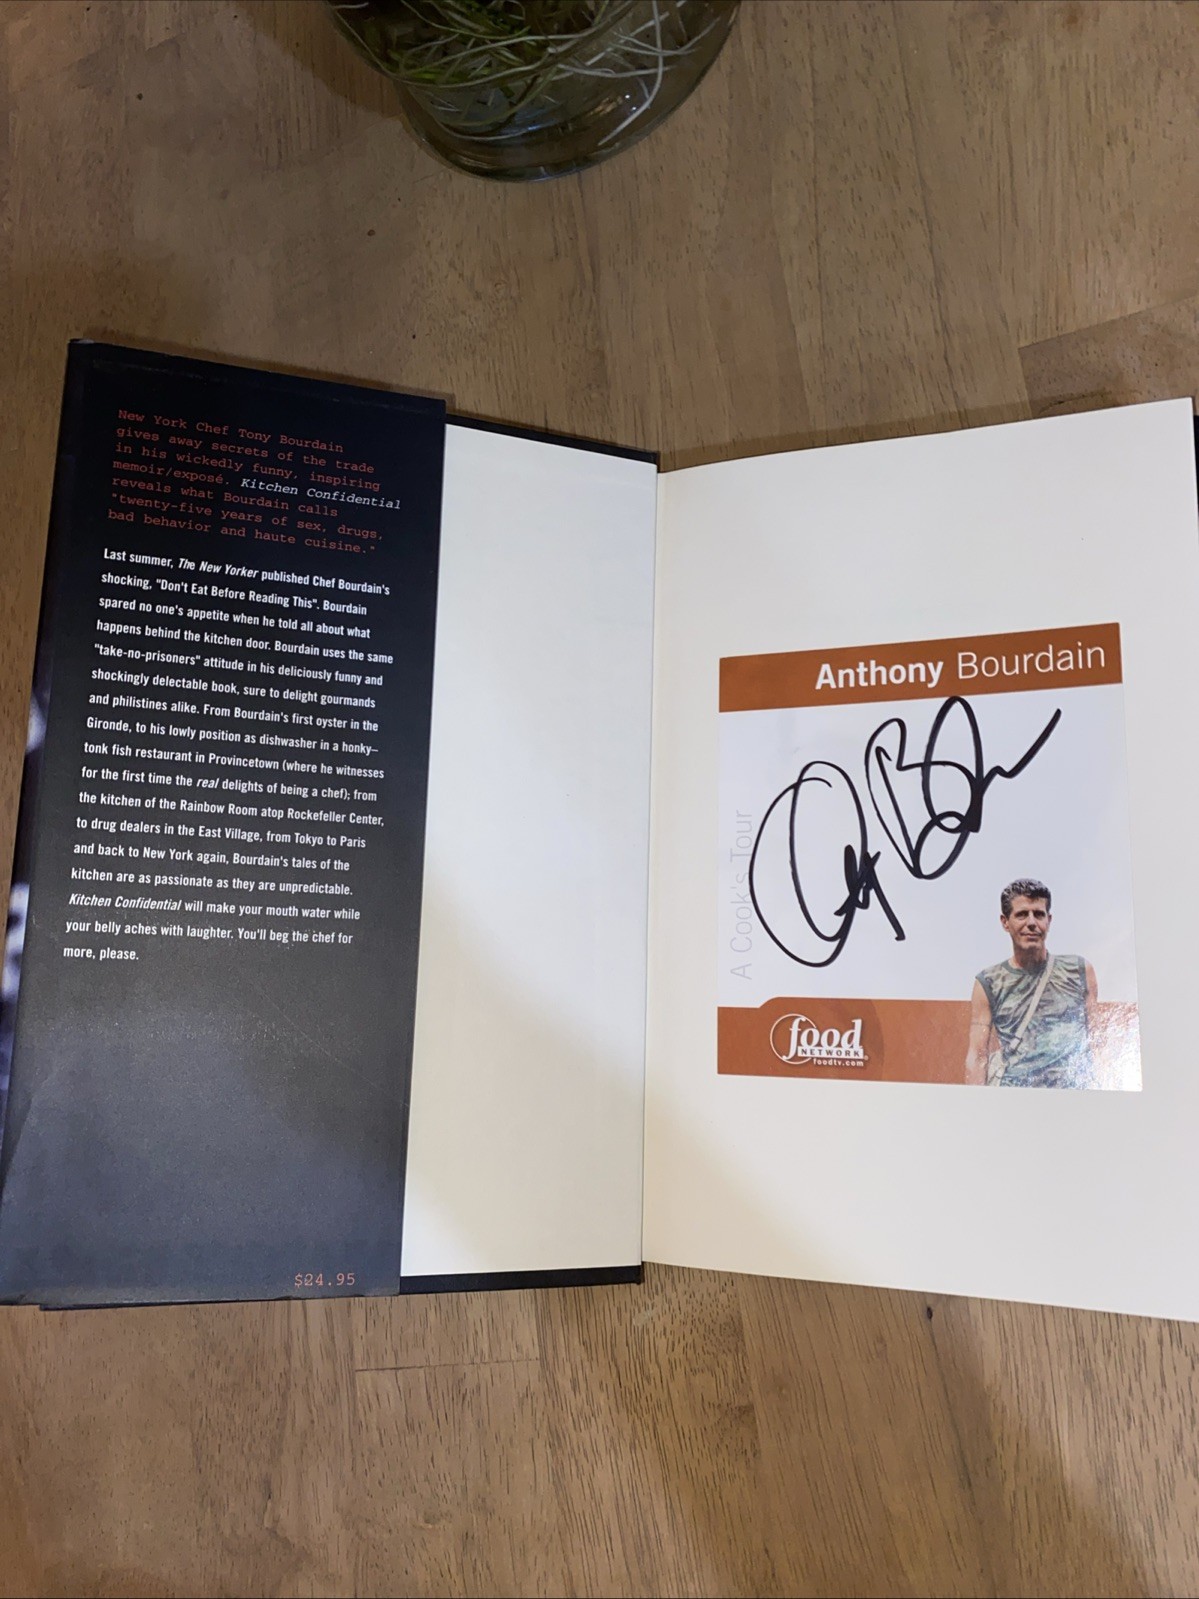 New York Chef Tony Bourdain
gives away secrets of the trade
in his wickedly funny, inspiring
memoir/exposé. Kitchen Confidential
reveals what Bourdain calls
"twenty-five years of sex, drugs,
bad behavior and haute cuisine."
Last summer, The New Yorker published Chef Bourdain's
shocking, "Don't Eat Before Reading This". Bourdain
spared no one's appetite when he told all about what
happens behind the kitchen door. Bourdain uses the same
"take-no-prisoners" attitude in his deliciously funny and
shockingly delectable book, sure to delight gourmands
and philistines alike. From Bourdain's first oyster in the
Gironde, to his lowly position as dishwasher in a honky–
tonk fish restaurant in Provincetown (where he witnesses
for the first time the real delights of being a chef); from
the kitchen of the Rainbow Room atop Rockefeller Center,
to drug dealers in the East Village, from Tokyo to Paris
and back to New York again, Bourdain's tales of the
kitchen are as passionate as they are unpredictable.
Kitchen Confidential will make your mouth water while
your belly aches with laughter. You'll beg the chef for
more, please.
$24.95
Anthony Bourdain
A Cook's Tour
food
NETWORK
foodtv.com